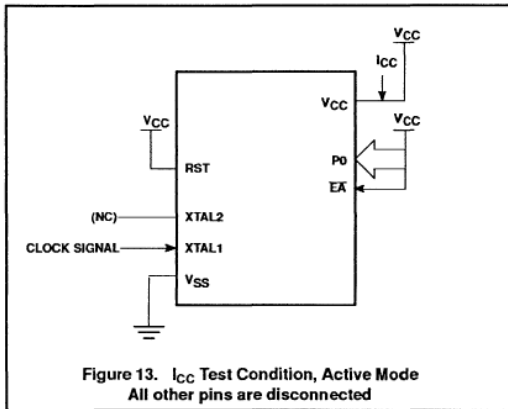 VCC
ICC
VCC
VCC
VCC
P0
RST
EA
(NC)
XTAL2
CLOCK SIGNAL
XTAL1
VSS
Figure 13. ICC Test Condition, Active Mode
All other pins are disconnected